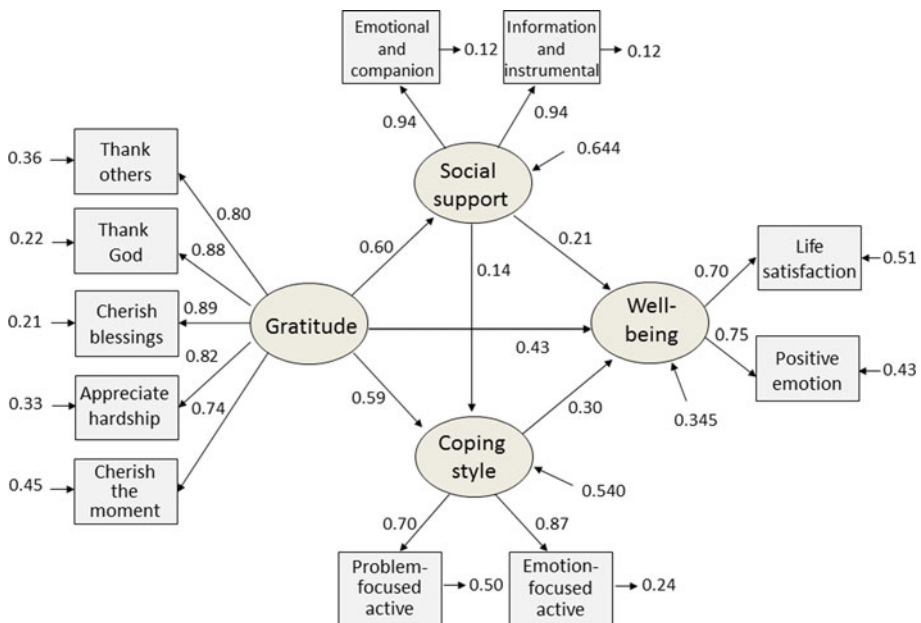 Emotional
and
companion
0.12
Information
and
instrumental
0.12
0.94
0.94
0.36
Thank
others
Social
support
0.644
0.80
0.22
Thank
God
0.88
0.60
0.21
0.14
Life
satisfaction
0.51
0.70
0.21
Cherish
blessings
0.89
Gratitude
Well-
being
0.43
0.75
0.82
Positive
emotion
0.43
0.33
Appreciate
hardship
0.59
0.30
0.74
0.345
Coping
style
0.45
Cherish
the
moment
0.540
0.70
0.87
Problem-
focused
active
0.50
Emotion-
focused
active
0.24